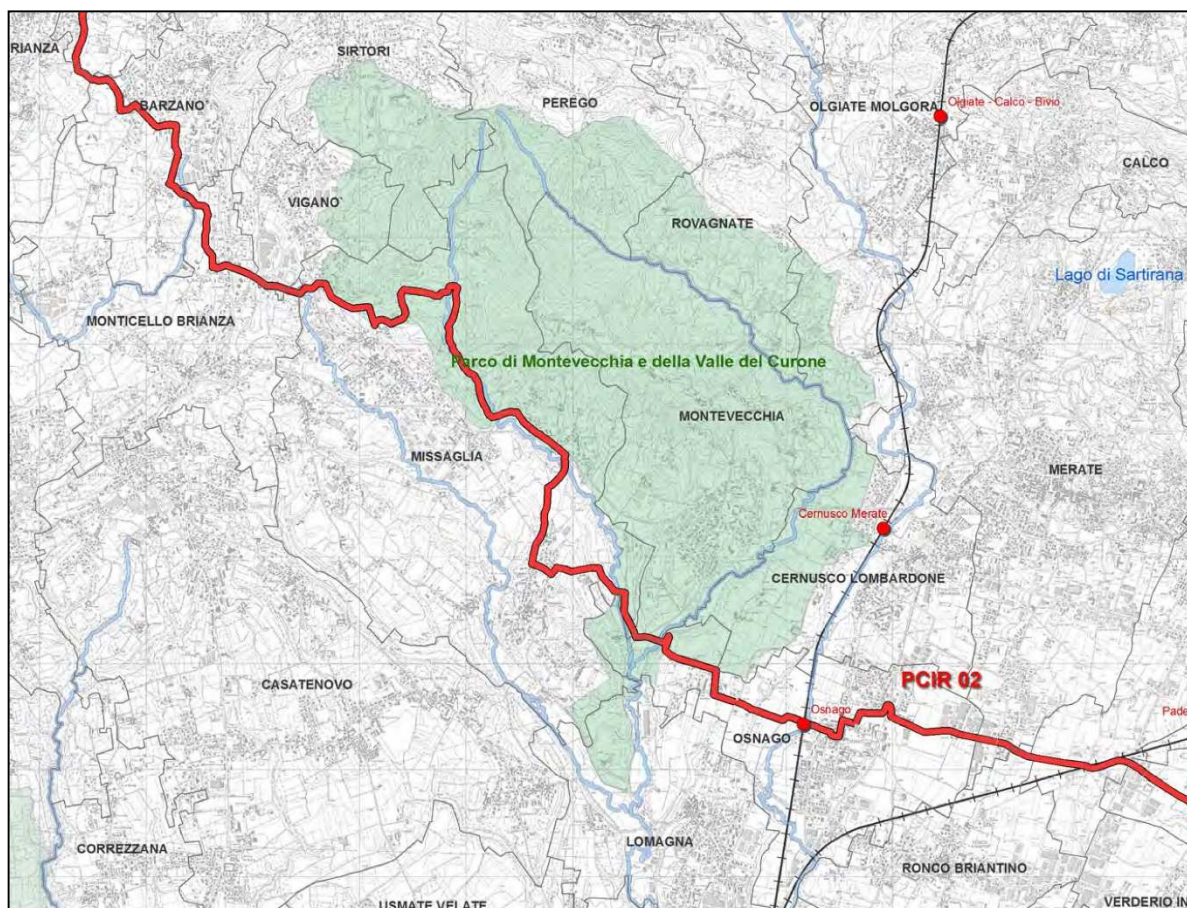 RIANZA
SIRTORI
BARZANO`
PEREGO
OLGIATE MOLGORA
Olgiate - Calco - Bivio
CALCO
VIGANO`
ROVAGNATE
Lago di Sartirana
MONTICELLO BRIANZA
Parco di Montevecchia e della Valle del Curone
MONTEVECCHIA
MISSAGLIA
MERATE
Cernusco Merate
CERNUSCO LOMBARDONE
CASATENOVO
PCIR 02
Osnago
Pade
OSNAGO
CORREZZANA
LOMAGNA
RONCO BRIANTINO
USMATE VELATE
VERDERIO IN